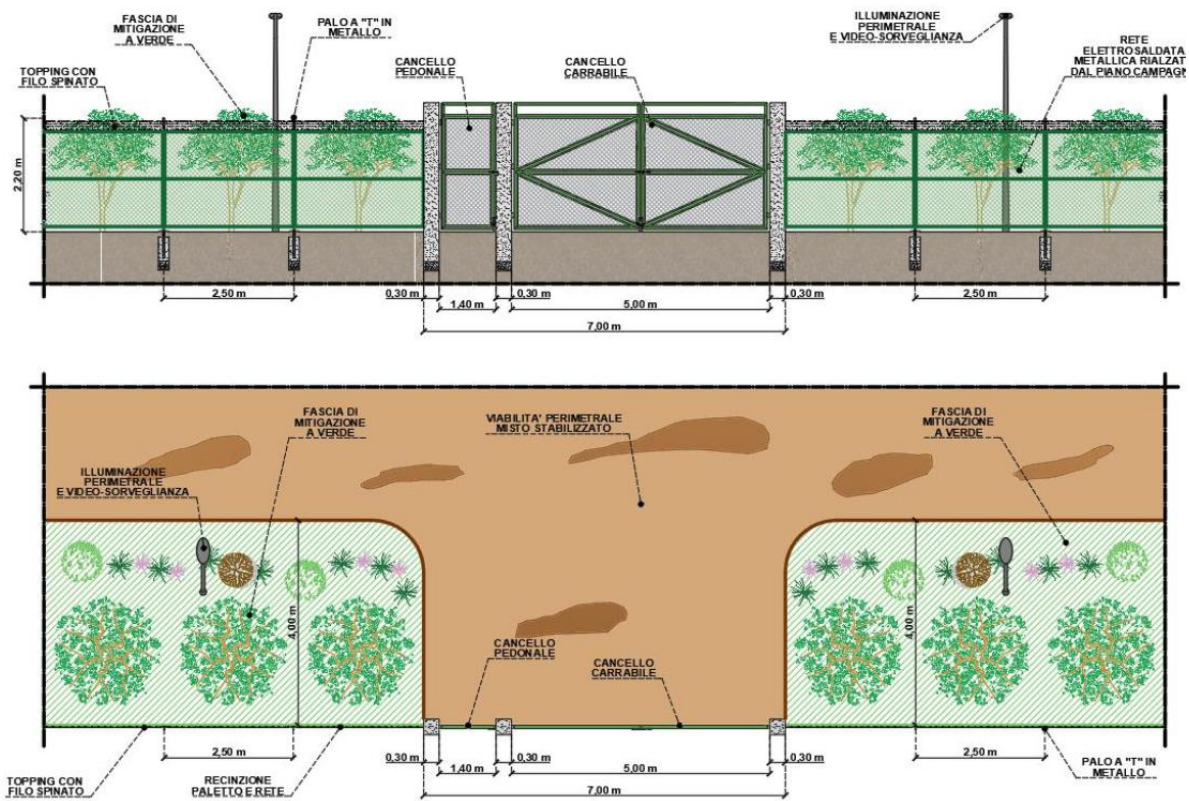 FASCIA DI
MITIGAZIONE
A VERDE
PALO A "T" IN
METALLO
ILLUMINAZIONE
PERIMETRALE
E VIDEO-SORVEGLIANZA
RETE
ELETTROSALDATA
METALLICA RIALZAT
DAL PIANO CAMPAGN
TOPPING CON
FILO SPINATO
CANCELLO
PEDONALE
CANCELLO
CARRABILE
2,20 m
2,50 m
0,30 m
1,40 m
0,30 m
5,00 m
0,30 m
2,50 m
7,00 m
FASCIA DI
MITIGAZIONE
A VERDE
VIABILITA' PERIMETRALE
MISTO STABILIZZATO
FASCIA DI
MITIGAZIONE
A VERDE
ILLUMINAZIONE
PERIMETRALE
E VIDEO-SORVEGLIANZA
4,00 m
4,00 m
CANCELLO
PEDONALE
CANCELLO
CARRABILE
2,50 m
0,30 m
1,40 m
0,30 m
5,00 m
0,30 m
2,50 m
7,00 m
TOPPING CON
FILO SPINATO
RECINZIONE
PALETTO E RETE
PALO A "T" IN
METALLO